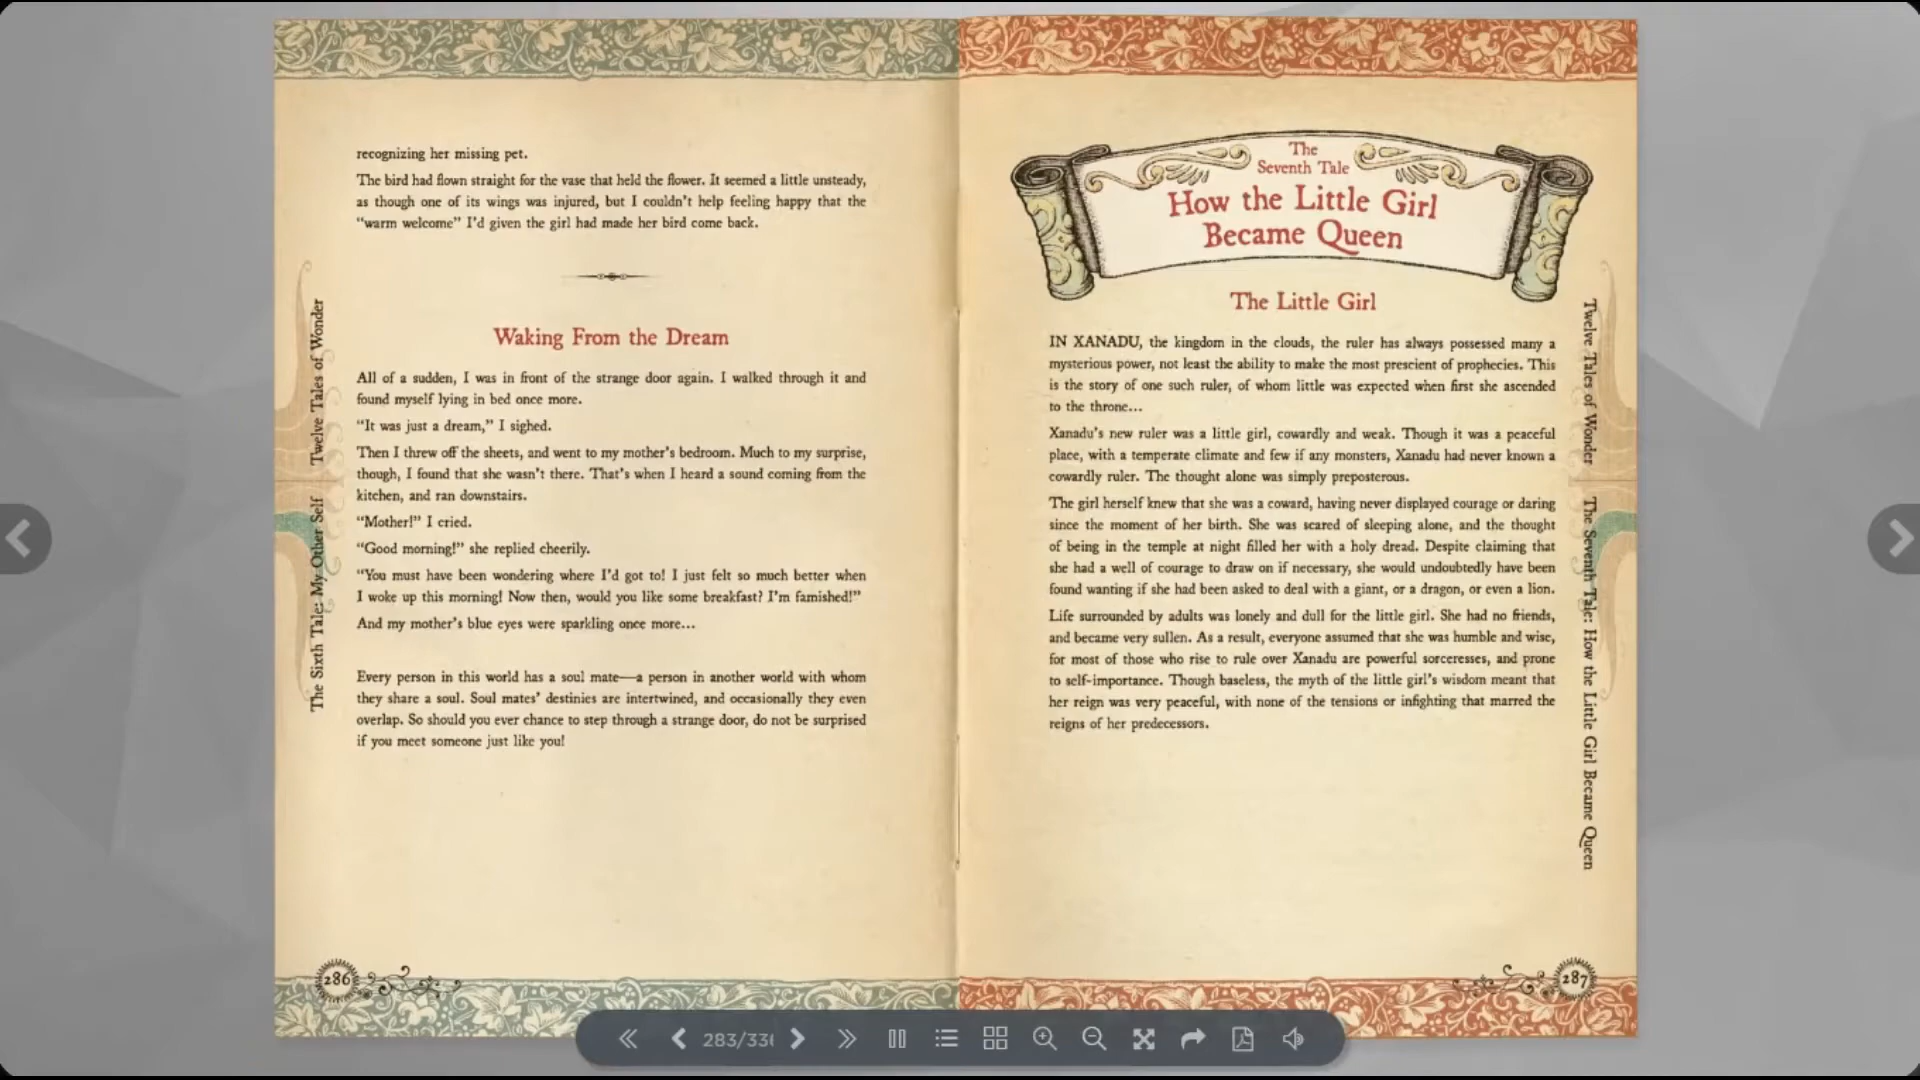 recognizing her missing pet.
The bird had flown straight for the vase that held the flower. It seemed a little unsteady,
as though one of its wings was injured, but I couldn't help feeling happy that the
“warm welcome” I'd given the girl had made her bird come back.
Waking From the Dream
All of a sudden, I was in front of the strange door again. I walked through it and
found myself lying in bed once more.
“It was just a dream,” I sighed.
Then I threw off the sheets, and went to my mother's bedroom. Much to my surprise,
though, I found that she wasn't there. That's when I heard a sound coming from the
kitchen, and ran downstairs.
“Mother!” I cried.
“Good morning!” she replied cheerily.
“You must have been wondering where I'd got to! I just felt so much better when
I woke up this morning! Now then, would you like some breakfast? I'm famished!”
And my mother's blue eyes were sparkling once more...
Every person in this world has a soul mate—a person in another world with whom
they share a soul. Soul mates' destinies are intertwined, and occasionally they even
overlap. So should you ever chance to step through a strange door, do not be surprised
if you meet someone just like you!
The Sixth Tale: My Other Self Twelve Tales of Wonder
286
The
Seventh Tale
How the Little Girl
Became Queen
The Little Girl
IN XANADU, the kingdom in the clouds, the ruler has always possessed many a
mysterious power, not least the ability to make the most prescient of prophecies. This
is the story of one such ruler, of whom little was expected when first she ascended
to the throne...
Xanadu's new ruler was a little girl, cowardly and weak. Though it was a peaceful
place, with a temperate climate and few if any monsters, Xanadu had never known a
cowardly ruler. The thought alone was simply preposterous.
The girl herself knew that she was a coward, having never displayed courage or daring
since the moment of her birth. She was scared of sleeping alone, and the thought
of being in the temple at night filled her with a holy dread. Despite claiming that
she had a well of courage to draw on if necessary, she would undoubtedly have been
found wanting if she had been asked to deal with a giant, or a dragon, or even a lion.
Life surrounded by adults was lonely and dull for the little girl. She had no friends,
and became very sullen. As a result, everyone assumed that she was humble and wise,
for most of those who rise to rule over Xanadu are powerful sorceresses, and prone
to self-importance. Though baseless, the myth of the little girl's wisdom meant that
her reign was very peaceful, with none of the tensions or infighting that marred the
reigns of her predecessors.
Twelve Tales of Wonder The Seventh Tale: How the Little Girl Became Queen
287
283/33